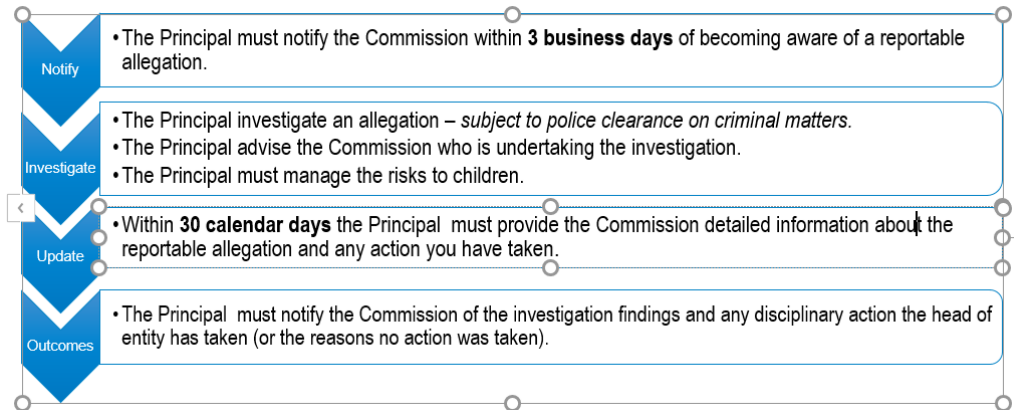 Notify
•The Principal must notify the Commission within 3 business days of becoming aware of a reportable
allegation.
Investigate
•The Principal investigate an allegation – subject to police clearance on criminal matters.
•The Principal advise the Commission who is undertaking the investigation.
•The Principal must manage the risks to children.
Update
•Within 30 calendar days the Principal  must provide the Commission detailed information about the
reportable allegation and any action you have taken.
Outcomes
•The Principal  must notify the Commission of the investigation findings and any disciplinary action the head of
entity has taken (or the reasons no action was taken).